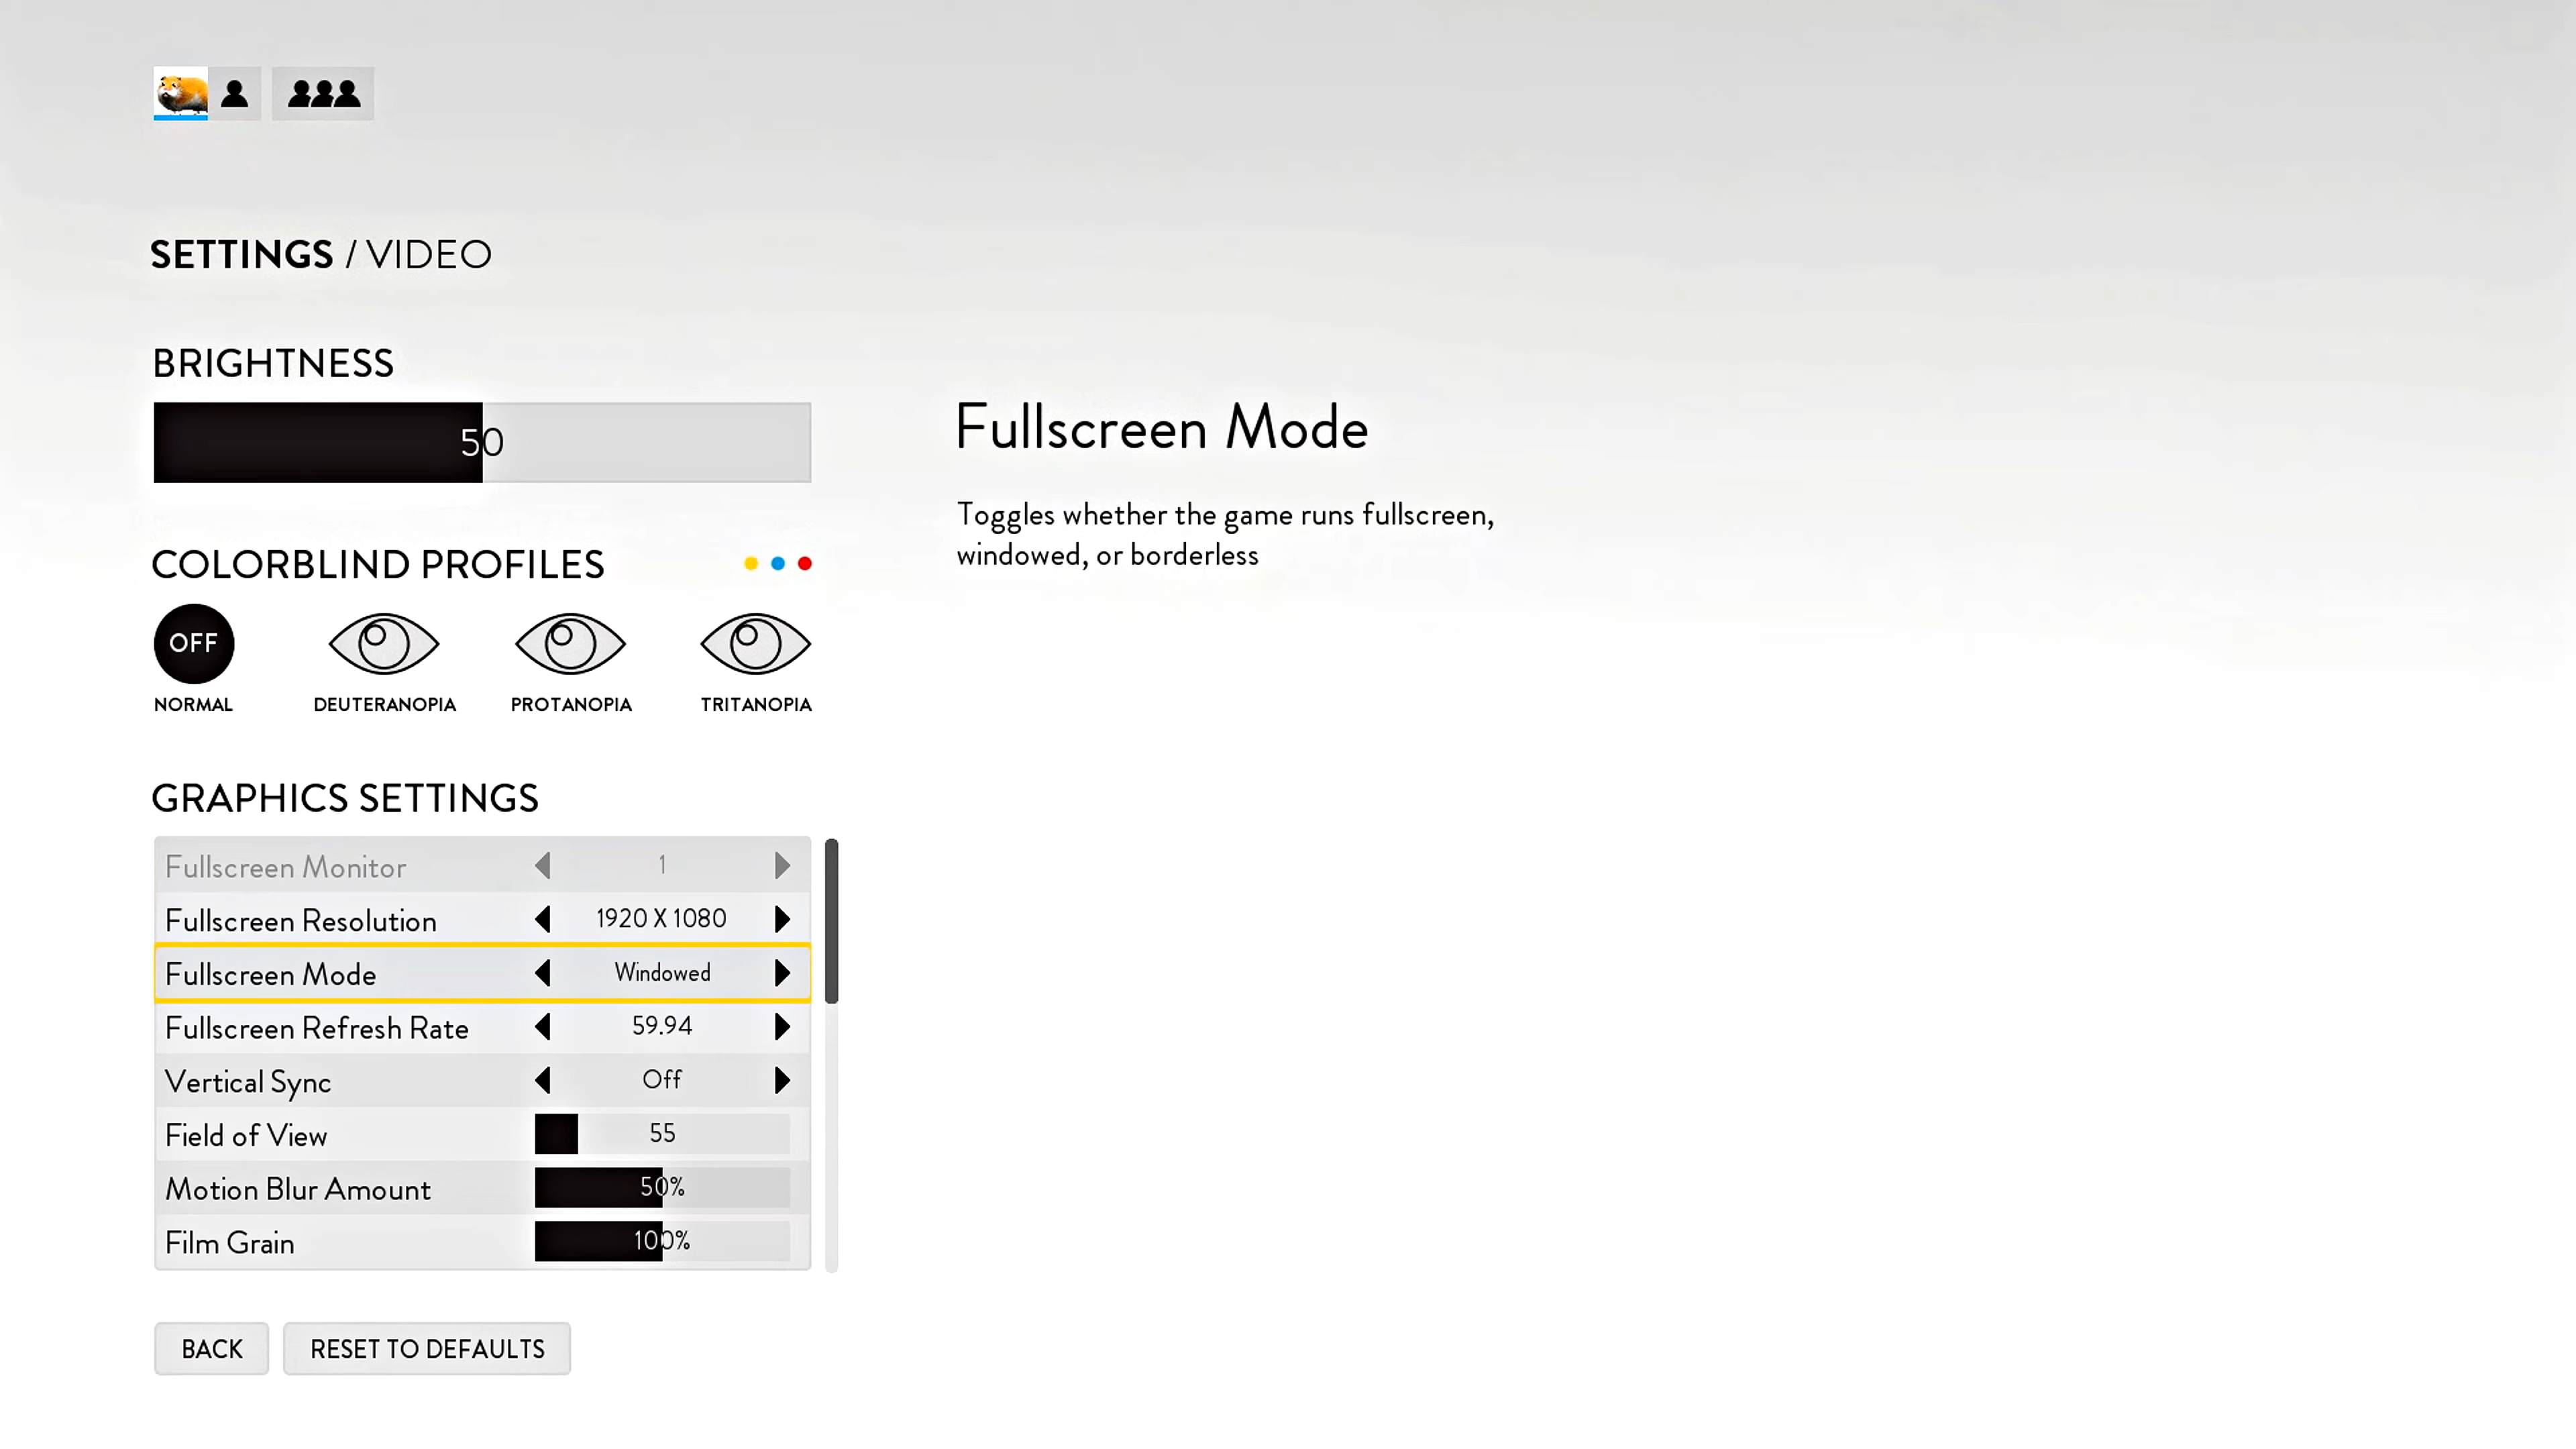 SETTINGS / VIDEO
BRIGHTNESS
50
Fullscreen Mode
Toggles whether the game runs fullscreen,
windowed, or borderless
COLORBLIND PROFILES
OFF
NORMAL DEUTERANOPIA PROTANOPIA TRITANOPIA
GRAPHICS SETTINGS
Fullscreen Monitor 1
Fullscreen Resolution 1920 X 1080
Fullscreen Mode Windowed
Fullscreen Refresh Rate 59.94
Vertical Sync Off
Field of View 55
Motion Blur Amount 50%
Film Grain 100%
BACK RESET TO DEFAULTS